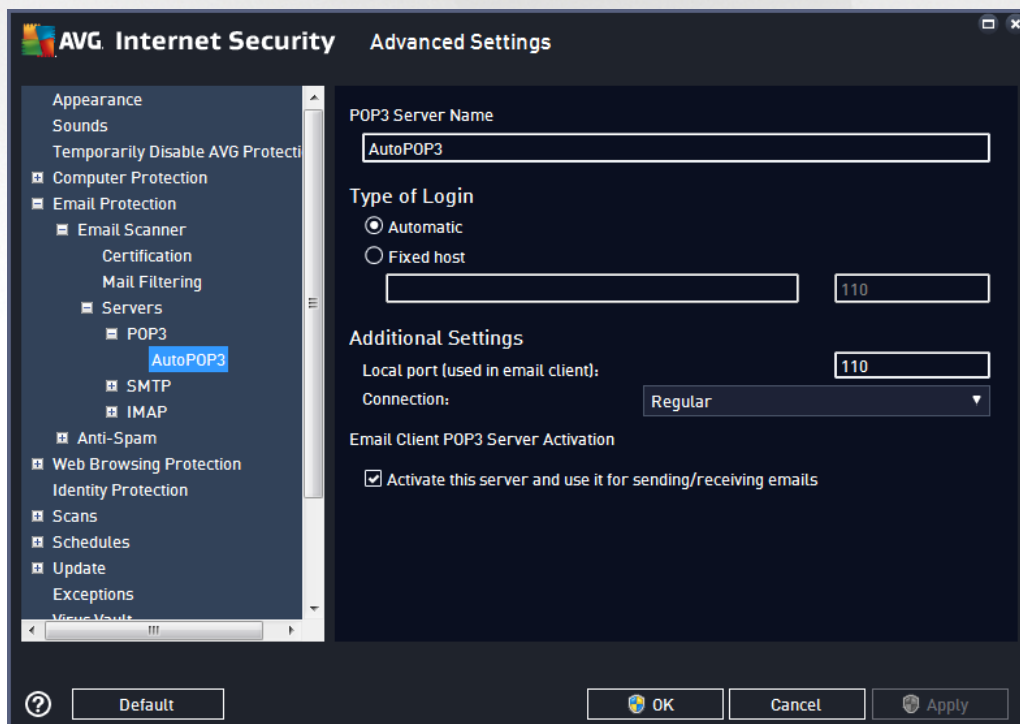 AVG. Internet Security Advanced Settings
Appearance
Sounds
Temporarily Disable AVG Protecti
Computer Protection
Email Protection
Email Scanner
Certification
Mail Filtering
Servers
POP3
AutoPOP3
SMTP
IMAP
Anti-Spam
Web Browsing Protection
Identity Protection
Scans
Schedules
Update
Exceptions
Virus Vault
POP3 Server Name
AutoPOP3
Type of Login
Automatic
Fixed host
110
Additional Settings
Local port (used in email client): 110
Connection: Regular
Email Client POP3 Server Activation
Activate this server and use it for sending/receiving emails
? Default OK Cancel Apply